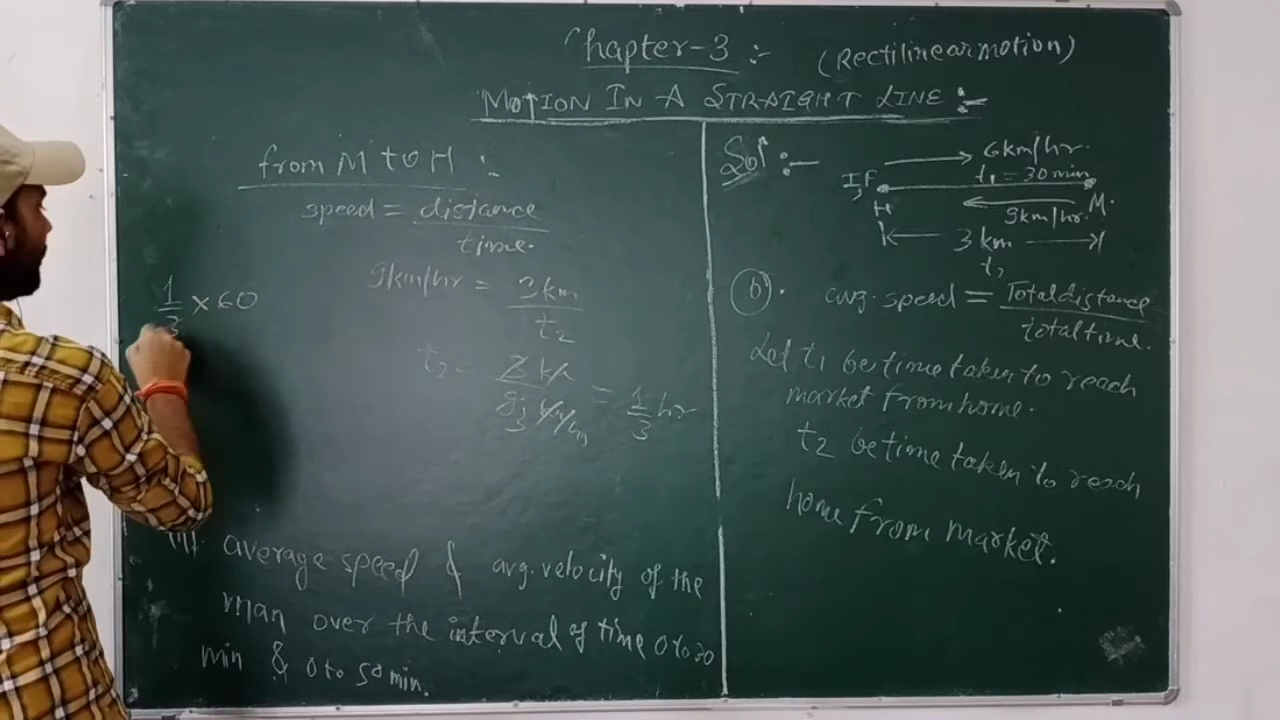 Chapter-3 :- (Rectilinear motion)
MOTION IN A STRAIGHT LINE :-
from M to H :
speed = distance
time.
9km/hr = 3km
t2
t2 = 3 km
9 km/hr
3
= 1
3 hr
1
3 × 60
average speed & avg. velocity of the
man over the interval of time 0 to 30
min & 0 to 50 min.
Sol :-
6km/hr.
t1 = 30 min
I,F
H
M.
9km/hr.
3 km
t2
(b). avg. speed = Total distance
total time.
Let t1 be time taken to reach
market from home.
t2 be time taken to reach
home from market.